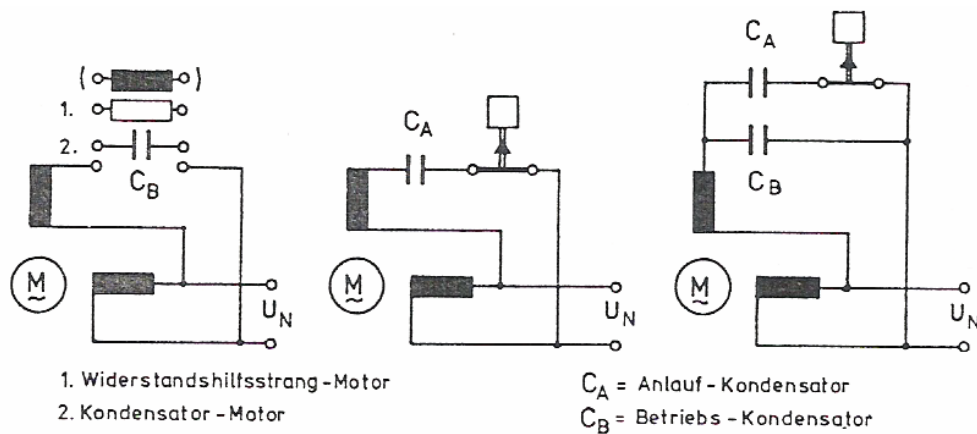 ( )
1.
2.
C_B
M
~
U_N
C_A
M
~
U_N
C_A
C_B
M
~
U_N
1. Widerstandshilfsstrang-Motor
2. Kondensator-Motor
C_A = Anlauf-Kondensator
C_B = Betriebs-Kondensator